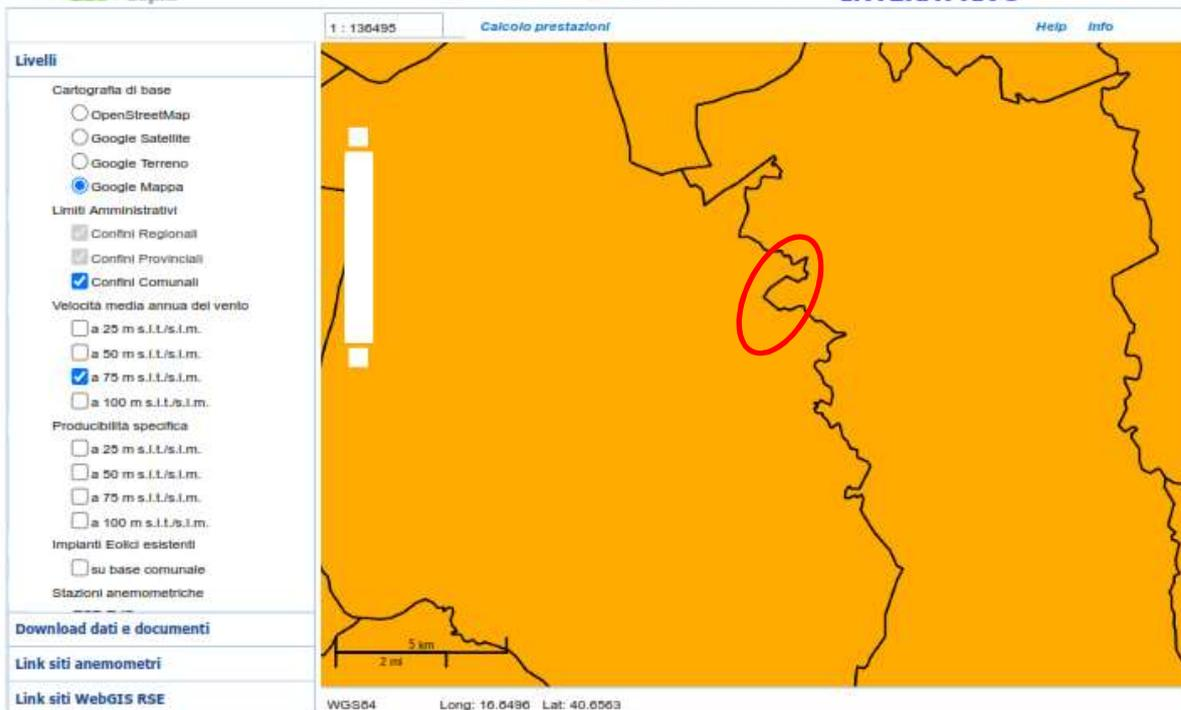 1 : 136495
Calcolo prestazioni
Help
Info
Livelli
Cartografia di base
OpenStreetMap
Google Satellite
Google Terreno
Google Mappa
Limiti Amministrativi
Confini Regionali
Confini Provinciali
Confini Comunali
Velocità media annua del vento
a 25 m s.l.t./s.l.m.
a 50 m s.l.t./s.l.m.
a 75 m s.l.t./s.l.m.
a 100 m s.l.t./s.l.m.
Producibilità specifica
a 25 m s.l.t./s.l.m.
a 50 m s.l.t./s.l.m.
a 75 m s.l.t./s.l.m.
a 100 m s.l.t./s.l.m.
Impianti Eolici esistenti
su base comunale
Stazioni anemometriche
Download dati e documenti
Link siti anemometri
Link siti WebGIS RSE
5 km
2 mi
WGS84
Long: 16.6496 Lat: 40.6563